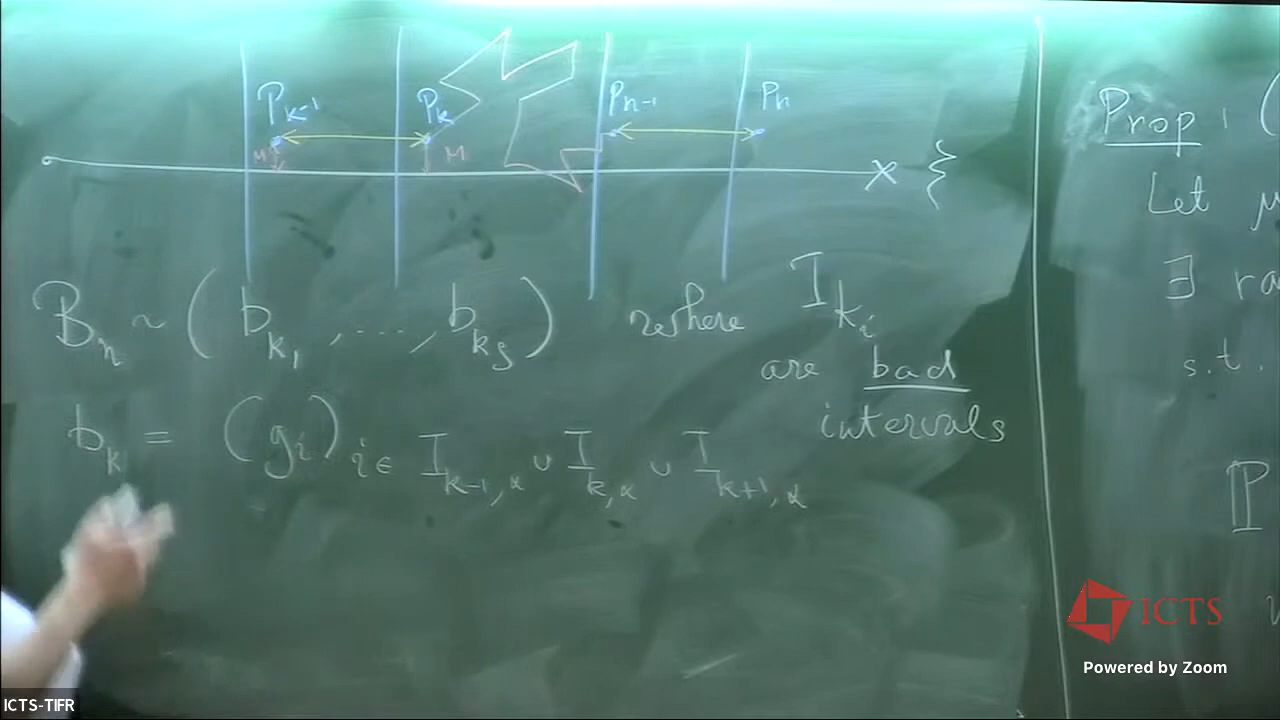 P_{k-1} P_k P_{n-1} P_n
M M
B_n ~ (b_{k_1}, ..., b_{k_s}) where I_{k_i}
are bad
intervals
b_k = (g_i)_{i ∈ I_{k-1,α} ∪ I_{k,α} ∪ I_{k+1,α}}
Prop: (
Let μ
∃ ra
s.t.
ℙ
ICTS
Powered by Zoom
ICTS-TIFR